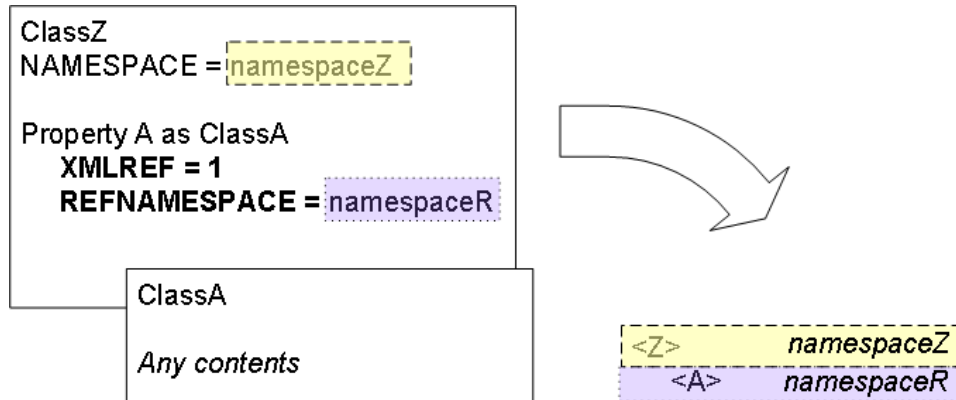 ClassZ
NAMESPACE = namespaceZ
Property A as ClassA
XMLREF = 1
REFNAMESPACE = namespaceR
ClassA
Any contents
<Z> namespaceZ
<A> namespaceR